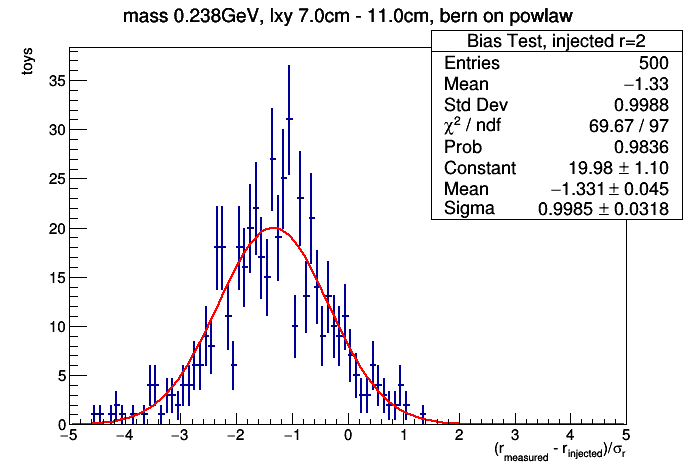 mass 0.238GeV, lxy 7.0cm - 11.0cm, bern on powlaw
Bias Test, injected r=2
Entries 500
Mean −1.33
Std Dev 0.9988
χ² / ndf 69.67 / 97
Prob 0.9836
Constant 19.98 ± 1.10
Mean −1.331 ± 0.045
Sigma 0.9985 ± 0.0318
toys
35
30
25
20
15
10
5
0
−5 −4 −3 −2 −1 0 1 2 3 4 5
(r_measured - r_injected)/σ_r